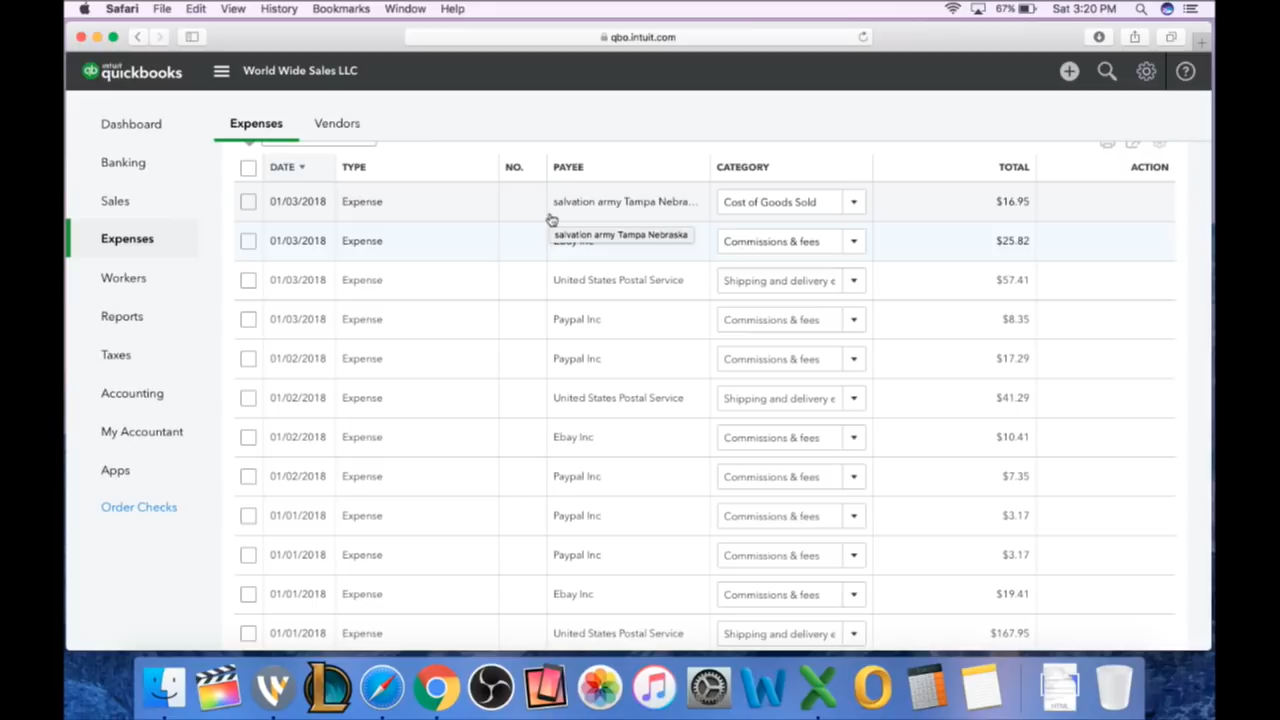 Safari File Edit View History Bookmarks Window Help 67% Sat 3:20 PM
qbo.intuit.com
intuit quickbooks World Wide Sales LLC
Dashboard
Banking
Sales
Expenses
Workers
Reports
Taxes
Accounting
My Accountant
Apps
Order Checks
Expenses Vendors
DATE TYPE NO. PAYEE CATEGORY TOTAL ACTION
01/03/2018 Expense salvation army Tampa Nebra... Cost of Goods Sold $16.95
salvation army Tampa Nebraska
01/03/2018 Expense Ebay Inc Commissions & fees $25.82
01/03/2018 Expense United States Postal Service Shipping and delivery e $57.41
01/03/2018 Expense Paypal Inc Commissions & fees $8.35
01/02/2018 Expense Paypal Inc Commissions & fees $17.29
01/02/2018 Expense United States Postal Service Shipping and delivery e $41.29
01/02/2018 Expense Ebay Inc Commissions & fees $10.41
01/02/2018 Expense Paypal Inc Commissions & fees $7.35
01/01/2018 Expense Paypal Inc Commissions & fees $3.17
01/01/2018 Expense Paypal Inc Commissions & fees $3.17
01/01/2018 Expense Ebay Inc Commissions & fees $19.41
01/01/2018 Expense United States Postal Service Shipping and delivery e $167.95
HTML